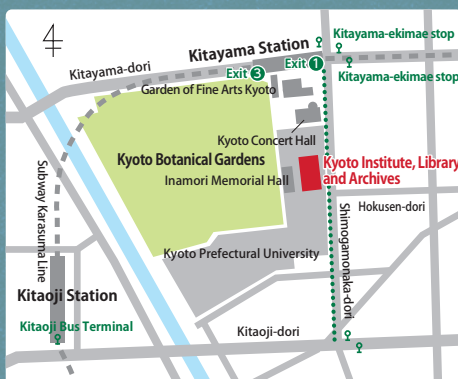 Kitayama Station
Kitayama-ekimae stop
Kitayama-dori
Exit 3
Exit 1
Kitayama-ekimae stop
Garden of Fine Arts Kyoto
Kyoto Concert Hall
Kyoto Botanical Gardens
Kyoto Institute, Library
and Archives
Inamori Memorial Hall
Subway Karasuma Line
Hokusen-dori
Shimogamonaka-dori
Kyoto Prefectural University
Kitaoji Station
Kitaoji Bus Terminal
Kitaoji-dori